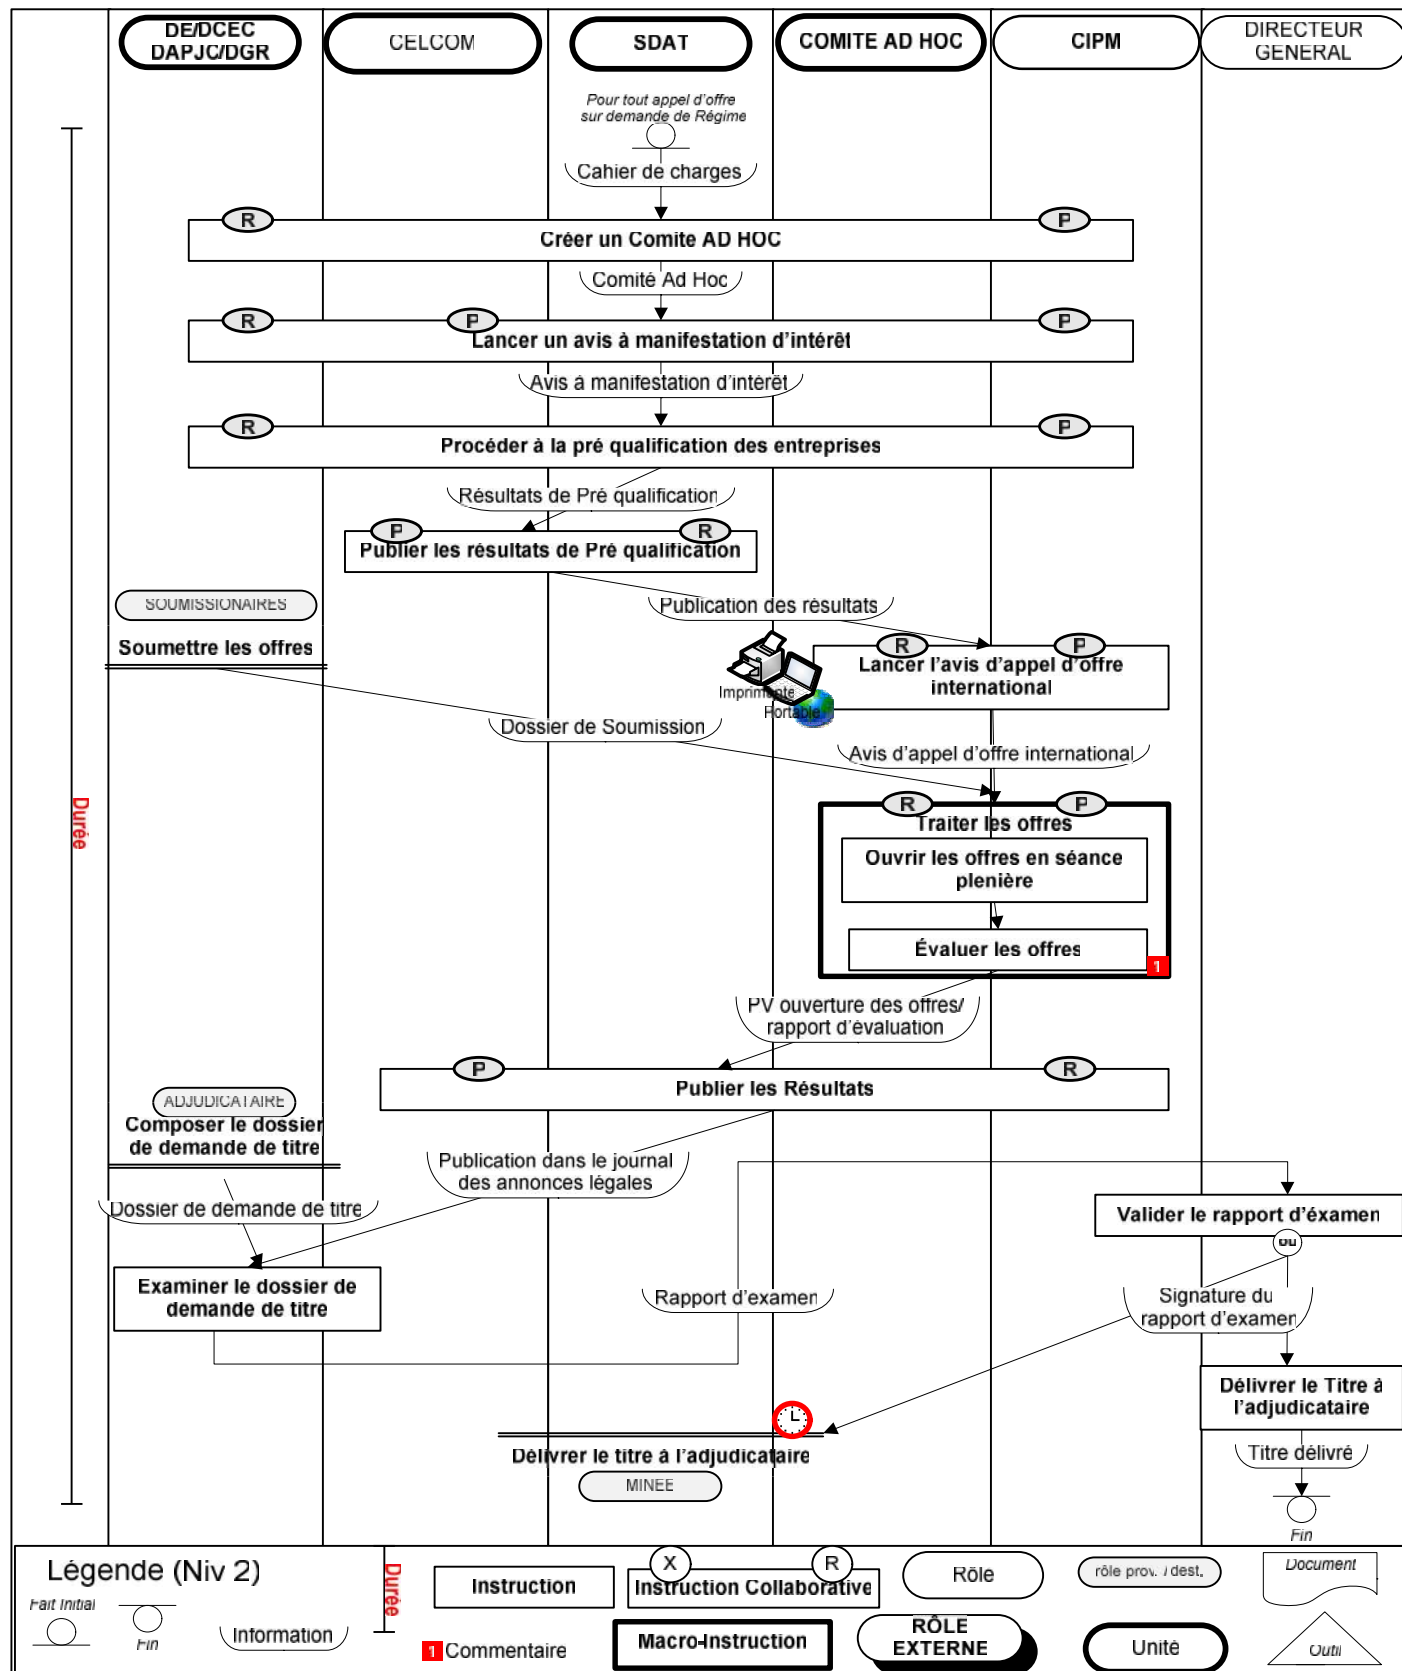 DE/DCEC
DAPJC/DGR
CELCOM
SDAT
COMITE AD HOC
CIPM
DIRECTEUR
GENERAL
Pour tout appel d'offre
sur demande de Régime
Cahier de charges
R
P
Créer un Comite AD HOC
Comité Ad Hoc
R
P
P
Lancer un avis à manifestation d'intérêt
Avis à manifestation d'intérêt
R
P
Procéder à la pré qualification des entreprises
Résultats de Pré qualification
P
R
Publier les résultats de Pré qualification
SOUMISSIONAIRES
Publication des résultats
Soumettre les offres
R
P
Lancer l'avis d'appel d'offre
international
Imprimante
Portable
Dossier de Soumission
Avis d'appel d'offre international
Durée
R
P
Traiter les offres
Ouvrir les offres en séance
plenière
Évaluer les offres
1
PV ouverture des offres/
rapport d'évaluation
P
R
Publier les Résultats
ADJUDICATAIRE
Composer le dossier
de demande de titre
Publication dans le journal
des annonces légales
Dossier de demande de titre
Valider le rapport d'éxamen
ou
Examiner le dossier de
demande de titre
Rapport d'examen
Signature du
rapport d'examen
Délivrer le Titre à
l'adjudicataire
Délivrer le titre à l'adjudicataire
Titre délivré
MINEE
Fin
Légende (Niv 2)
Fait Initial
Fin
Information
Durée
Instruction
X
R
Instruction Collaborative
Rôle
rôle prov. / dest.
Document
1 Commentaire
Macro-Instruction
RÔLE
EXTERNE
Unité
Outil